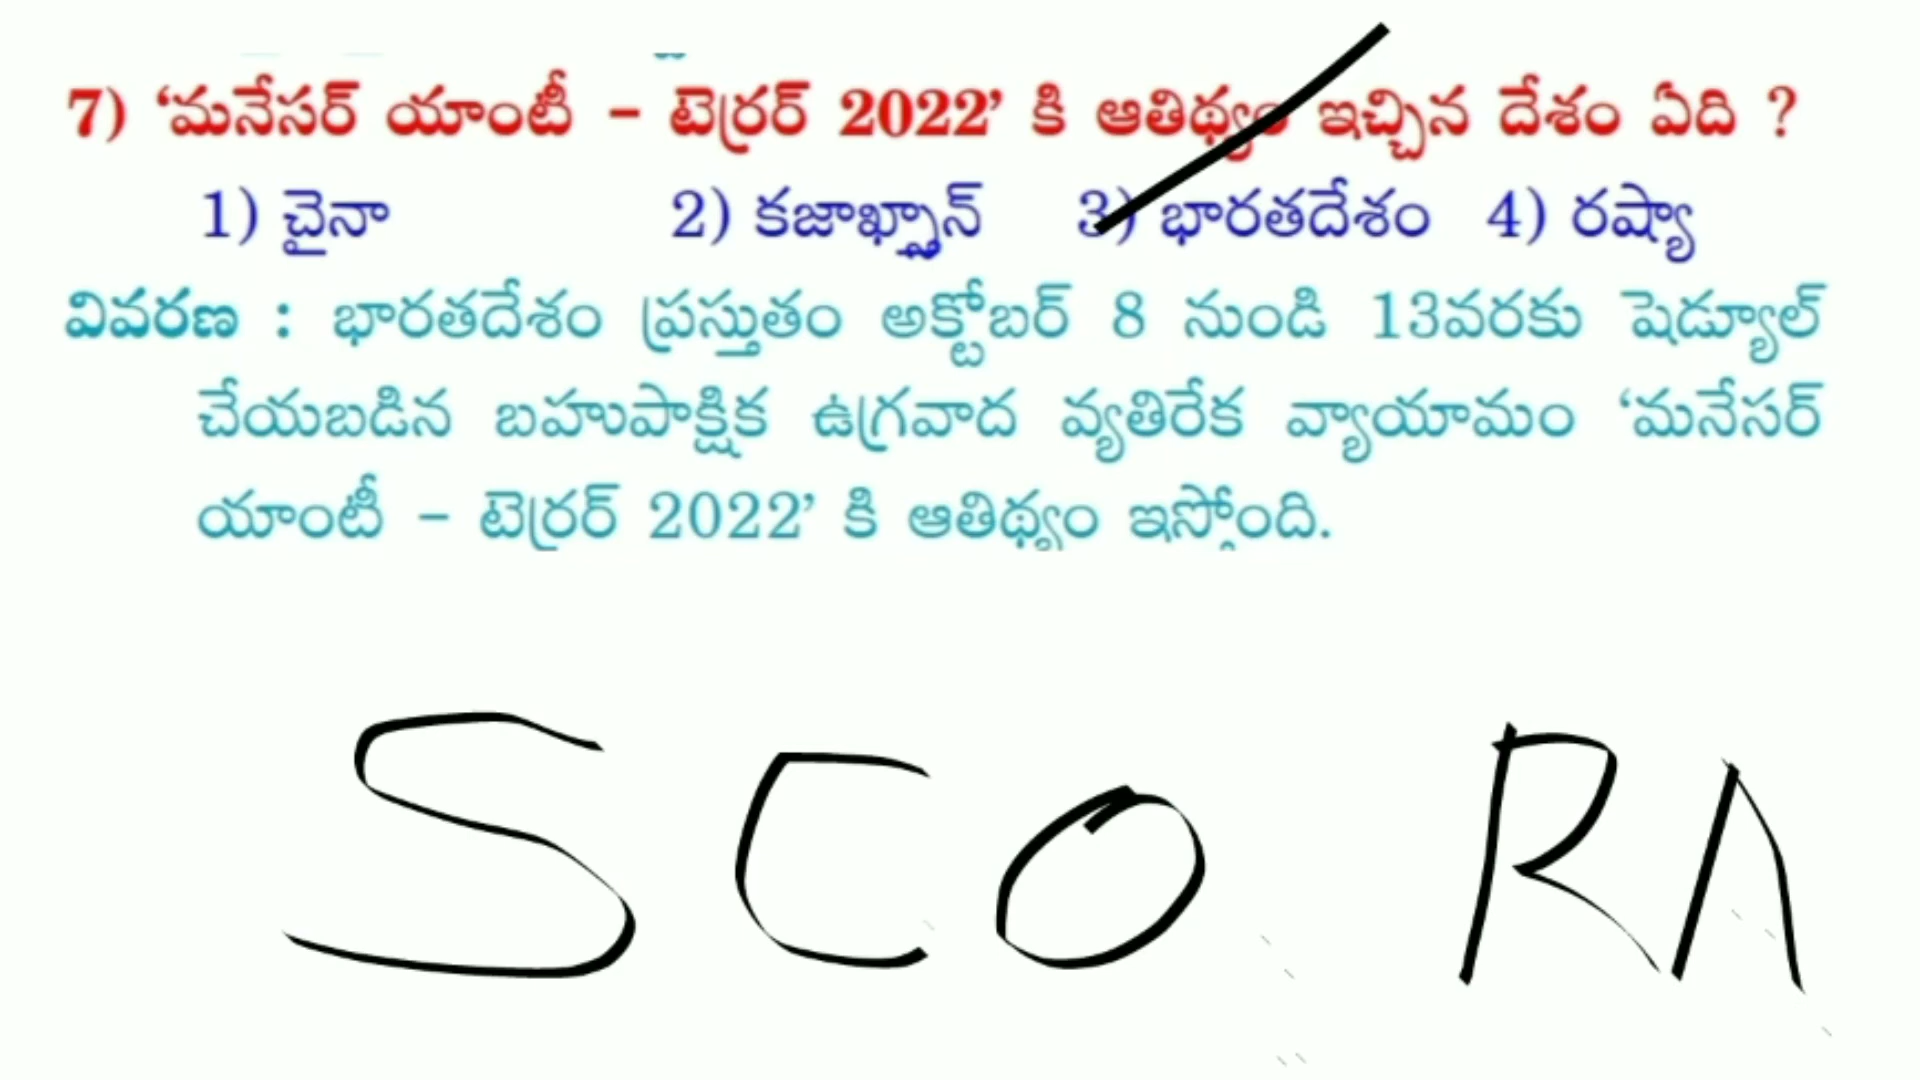 7) ‘మనేసర్ యాంటీ - టెర్రర్ 2022’ కి ఆతిథ్యం ఇచ్చిన దేశం ఏది ?
1) చైనా 2) కజాఖ్స్థాన్ 3) భారతదేశం 4) రష్యా
వివరణ : భారతదేశం ప్రస్తుతం అక్టోబర్ 8 నుండి 13వరకు షెడ్యూల్
చేయబడిన బహుపాక్షిక ఉగ్రవాద వ్యతిరేక వ్యాయామం ‘మనేసర్
యాంటీ - టెర్రర్ 2022’ కి ఆతిథ్యం ఇస్తోంది.
SCO RA